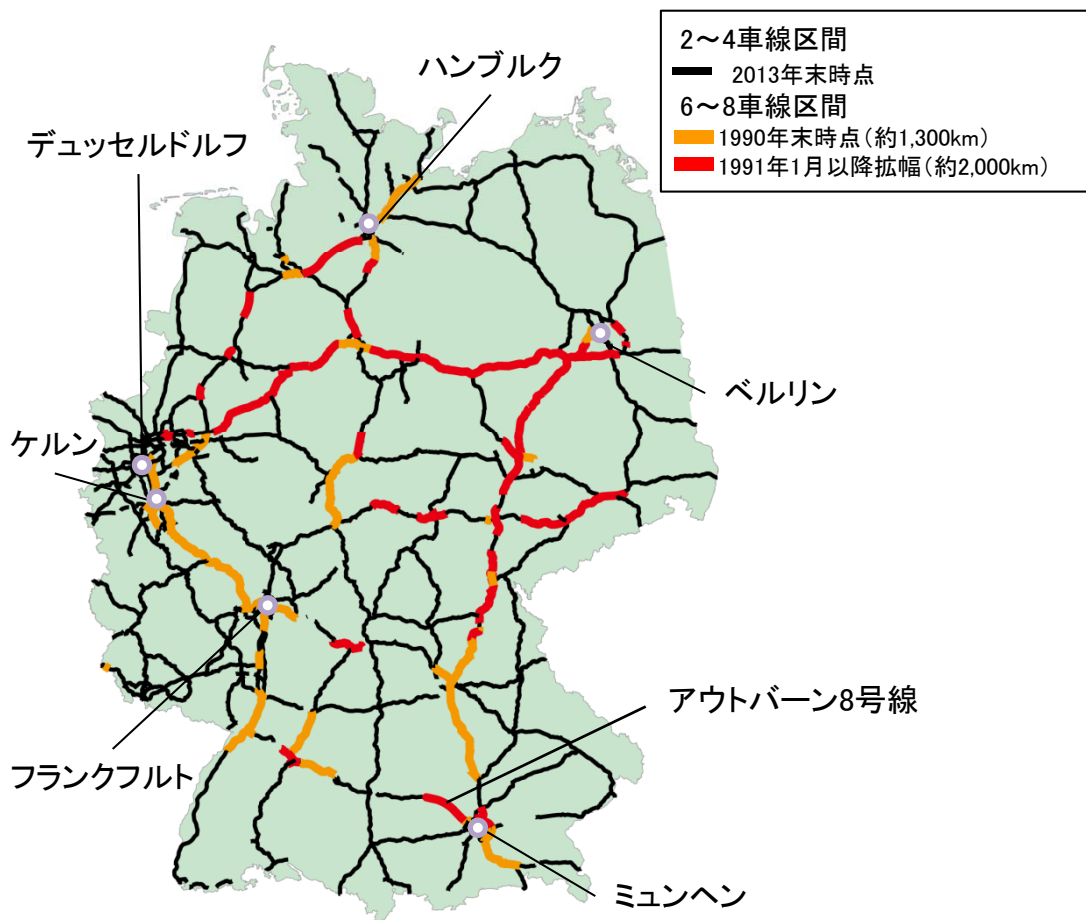 2～4車線区間
2013年末時点
6～8車線区間
1990年末時点(約1,300km)
1991年1月以降拡幅(約2,000km)
ハンブルク
デュッセルドルフ
ベルリン
ケルン
アウトバーン8号線
フランクフルト
ミュンヘン